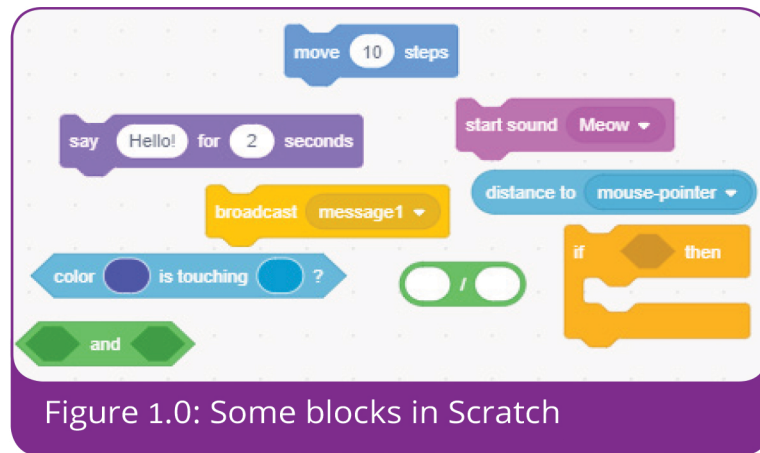 move 10 steps
say Hello! for 2 seconds
start sound Meow
distance to mouse-pointer
broadcast message1
if then
color is touching ?
/
and
Figure 1.0: Some blocks in Scratch